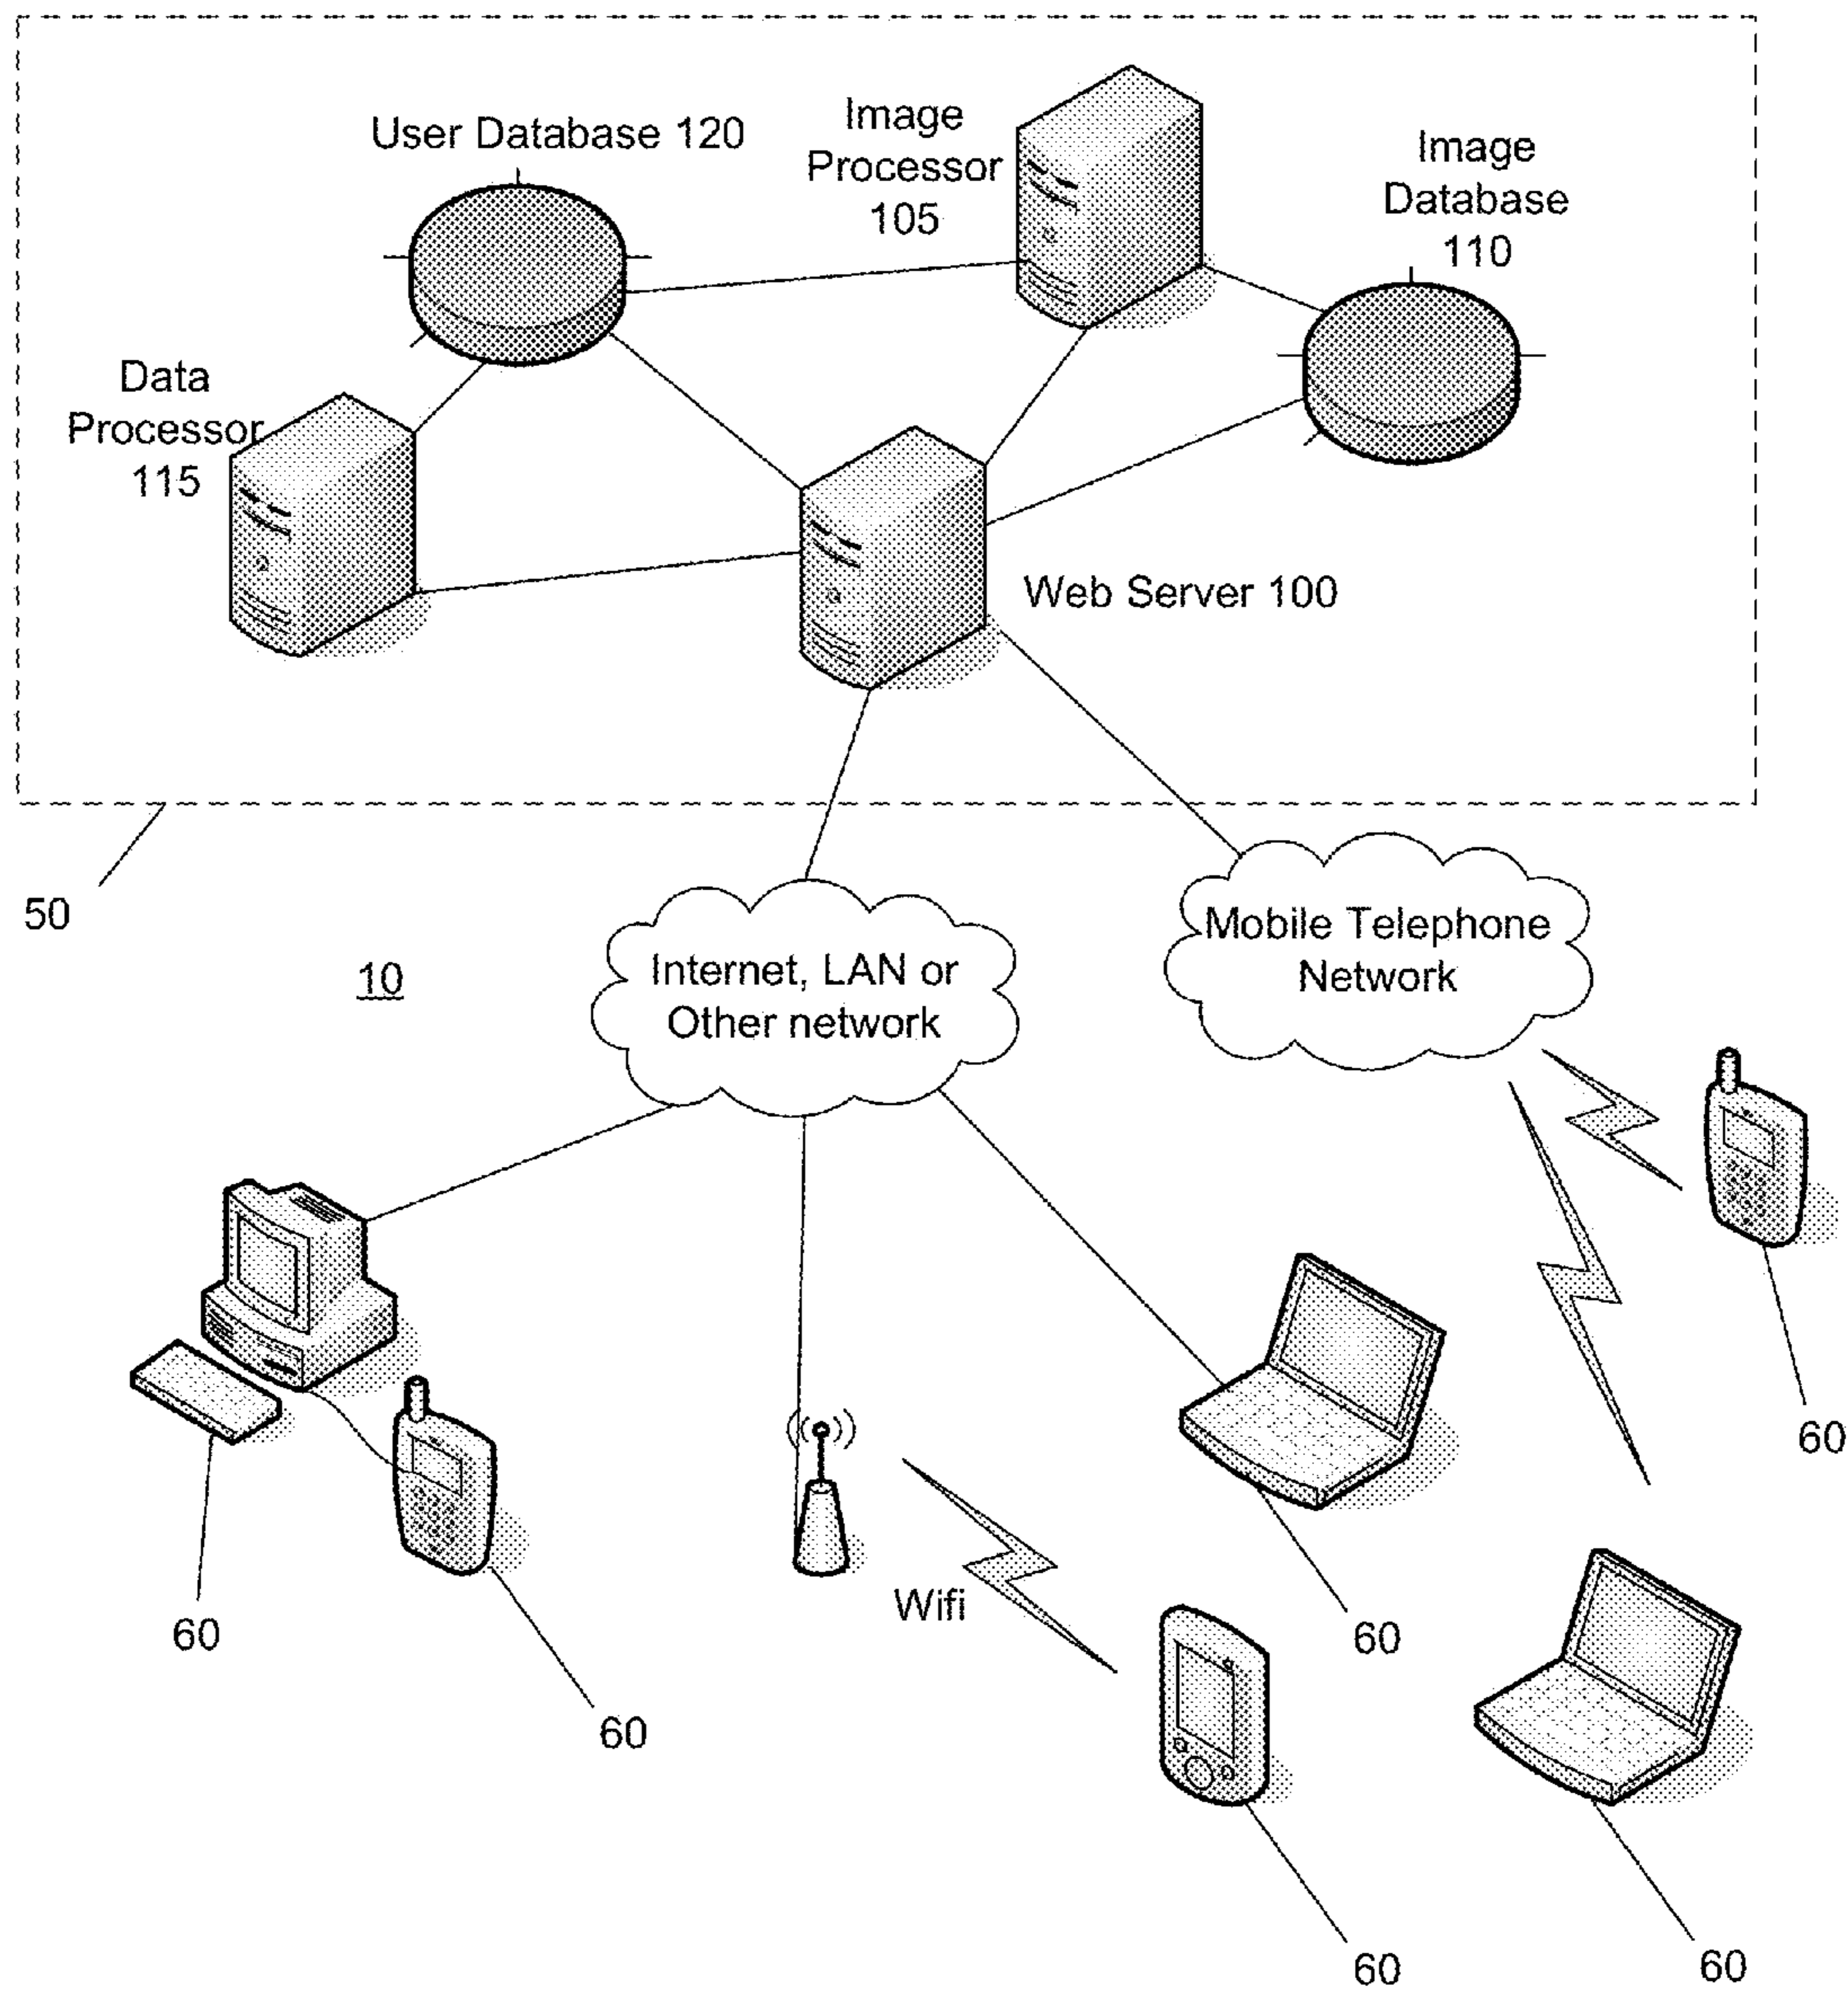 User Database 120
Image
Processor
105
Image
Database
110
Data
Processor
115
Web Server 100
50
10
Internet, LAN or
Other network
Mobile Telephone
Network
60
60
60
Wifi
60
60
60